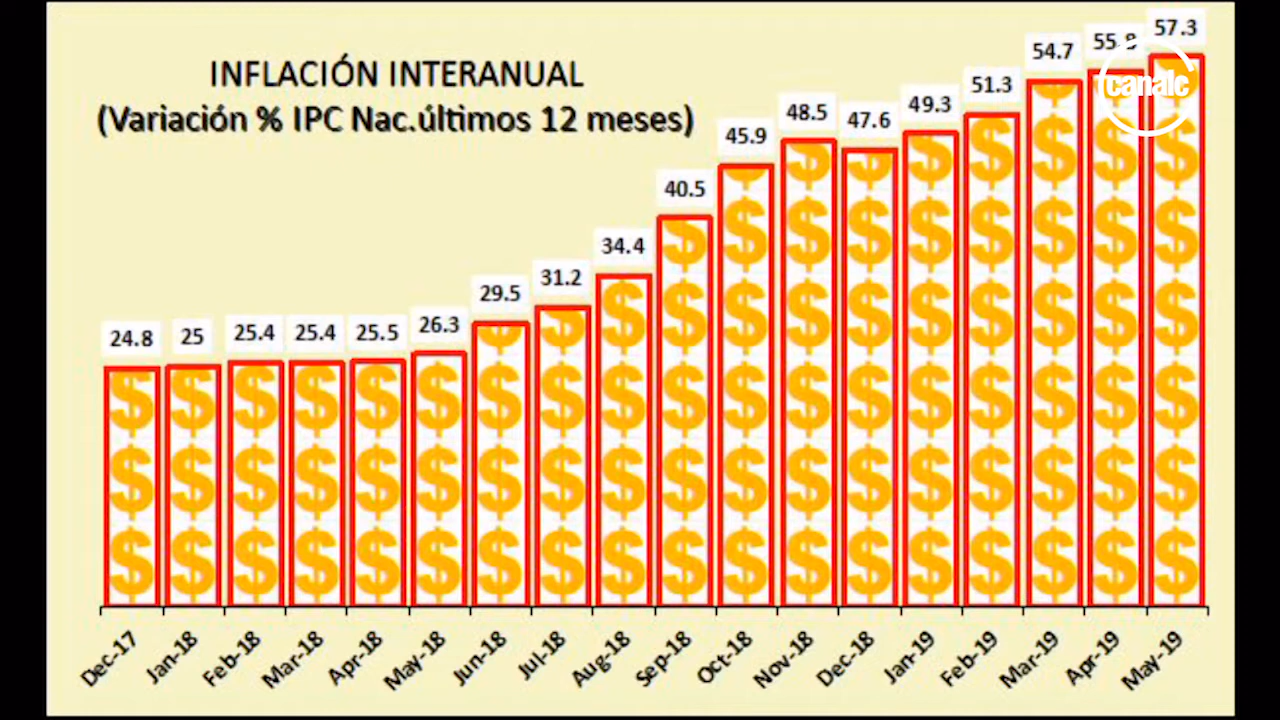 INFLACIÓN INTERANUAL
(Variación % IPC Nac.últimos 12 meses)
24.8
25
25.4
25.4
25.5
26.3
29.5
31.2
34.4
40.5
45.9
48.5
47.6
49.3
51.3
54.7
57.3
canalc
Dec-17
Jan-18
Feb-18
Mar-18
Apr-18
May-18
Jun-18
Jul-18
Aug-18
Sep-18
Oct-18
Nov-18
Dec-18
Jan-19
Feb-19
Mar-19
Apr-19
May-19